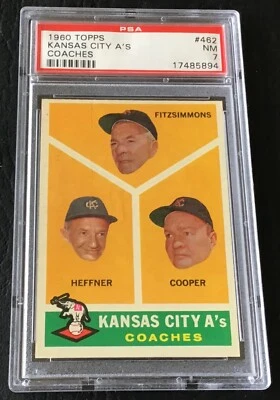 PSA
1960 TOPPS #462
KANSAS CITY A'S NM
COACHES 7
17485894
FITZSIMMONS
HEFFNER COOPER
KANSAS CITY A's
COACHES